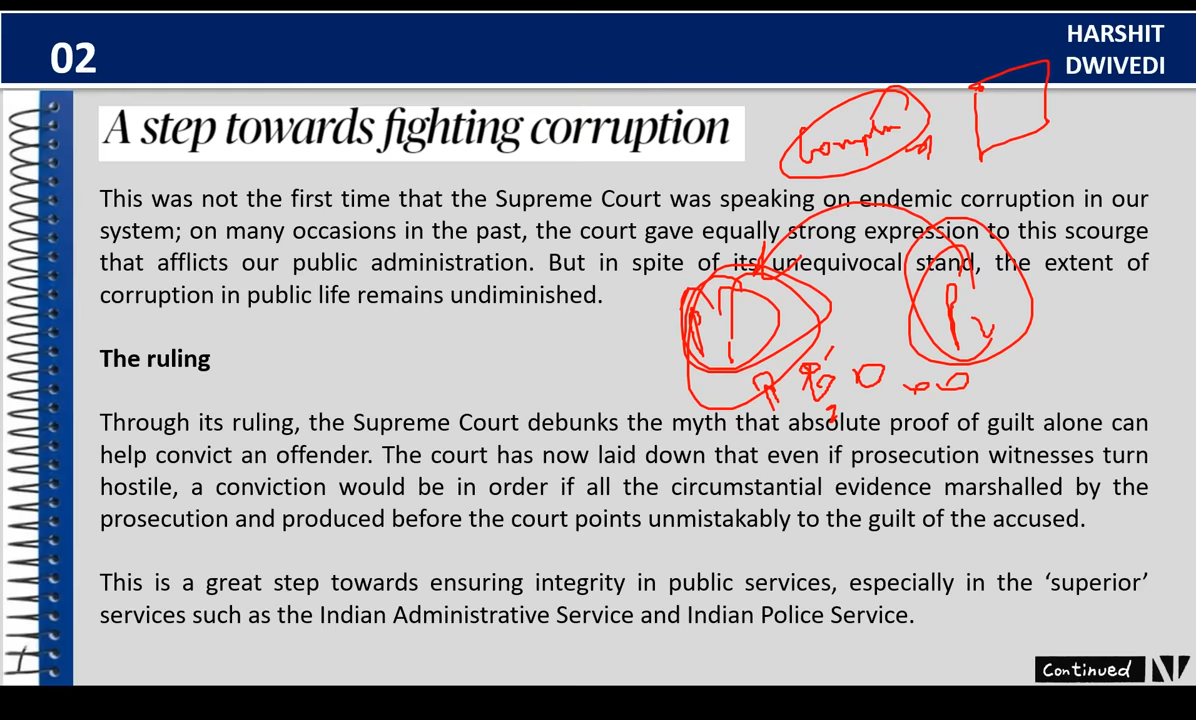 02
HARSHIT
DWIVEDI
A step towards fighting corruption
This was not the first time that the Supreme Court was speaking on endemic corruption in our
system; on many occasions in the past, the court gave equally strong expression to this scourge
that afflicts our public administration. But in spite of its unequivocal stand, the extent of
corruption in public life remains undiminished.
The ruling
Through its ruling, the Supreme Court debunks the myth that absolute proof of guilt alone can
help convict an offender. The court has now laid down that even if prosecution witnesses turn
hostile, a conviction would be in order if all the circumstantial evidence marshalled by the
prosecution and produced before the court points unmistakably to the guilt of the accused.
This is a great step towards ensuring integrity in public services, especially in the ‘superior’
services such as the Indian Administrative Service and Indian Police Service.
Continued